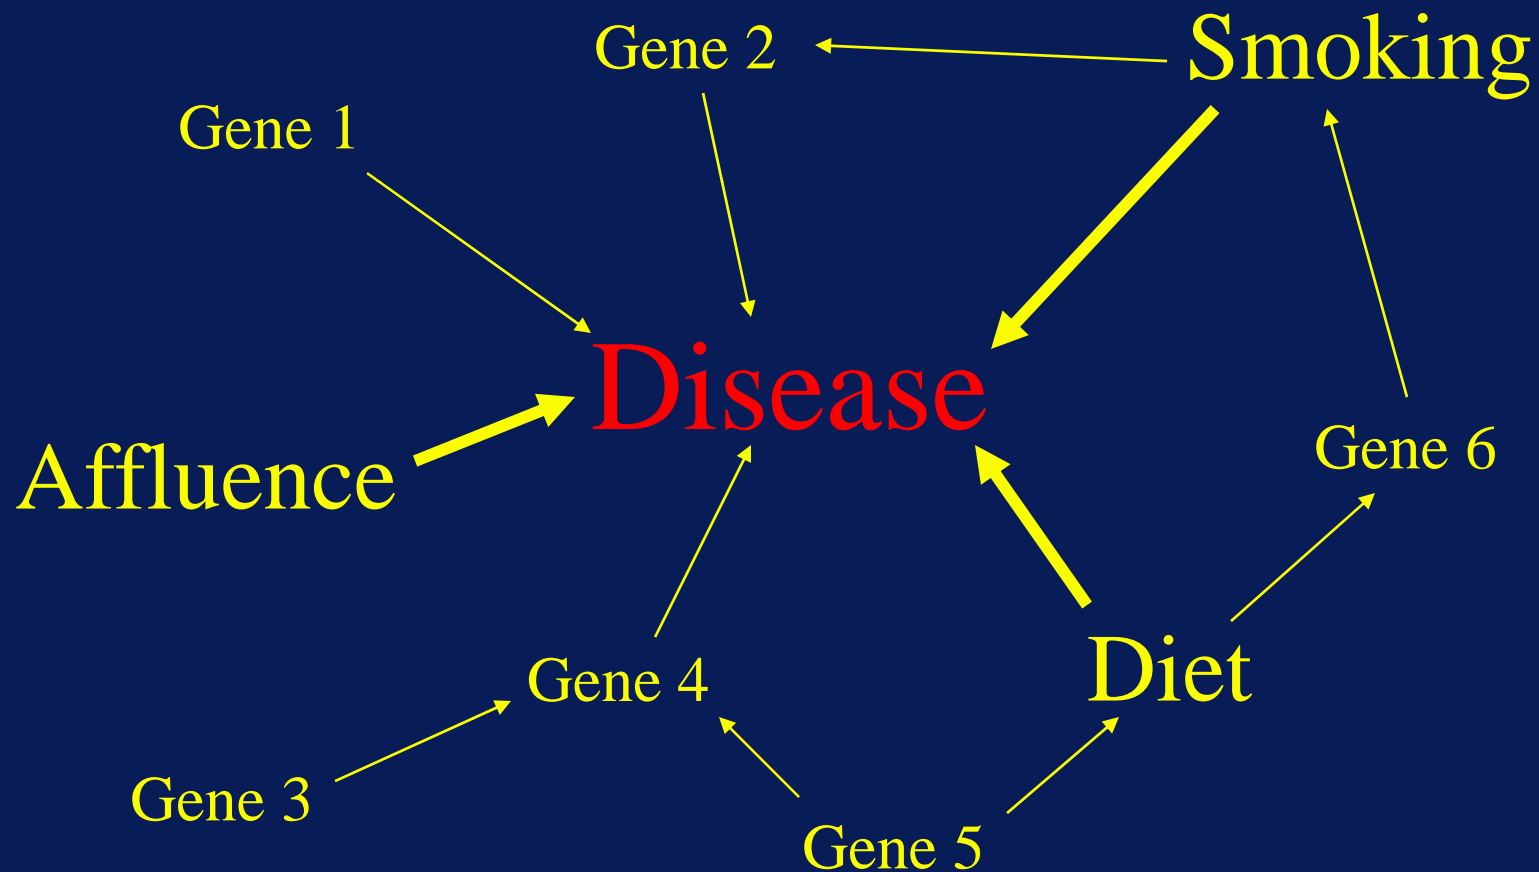 Smoking
Gene 2
Gene 1
Disease
Affluence
Gene 6
Gene 4
Diet
Gene 3
Gene 5